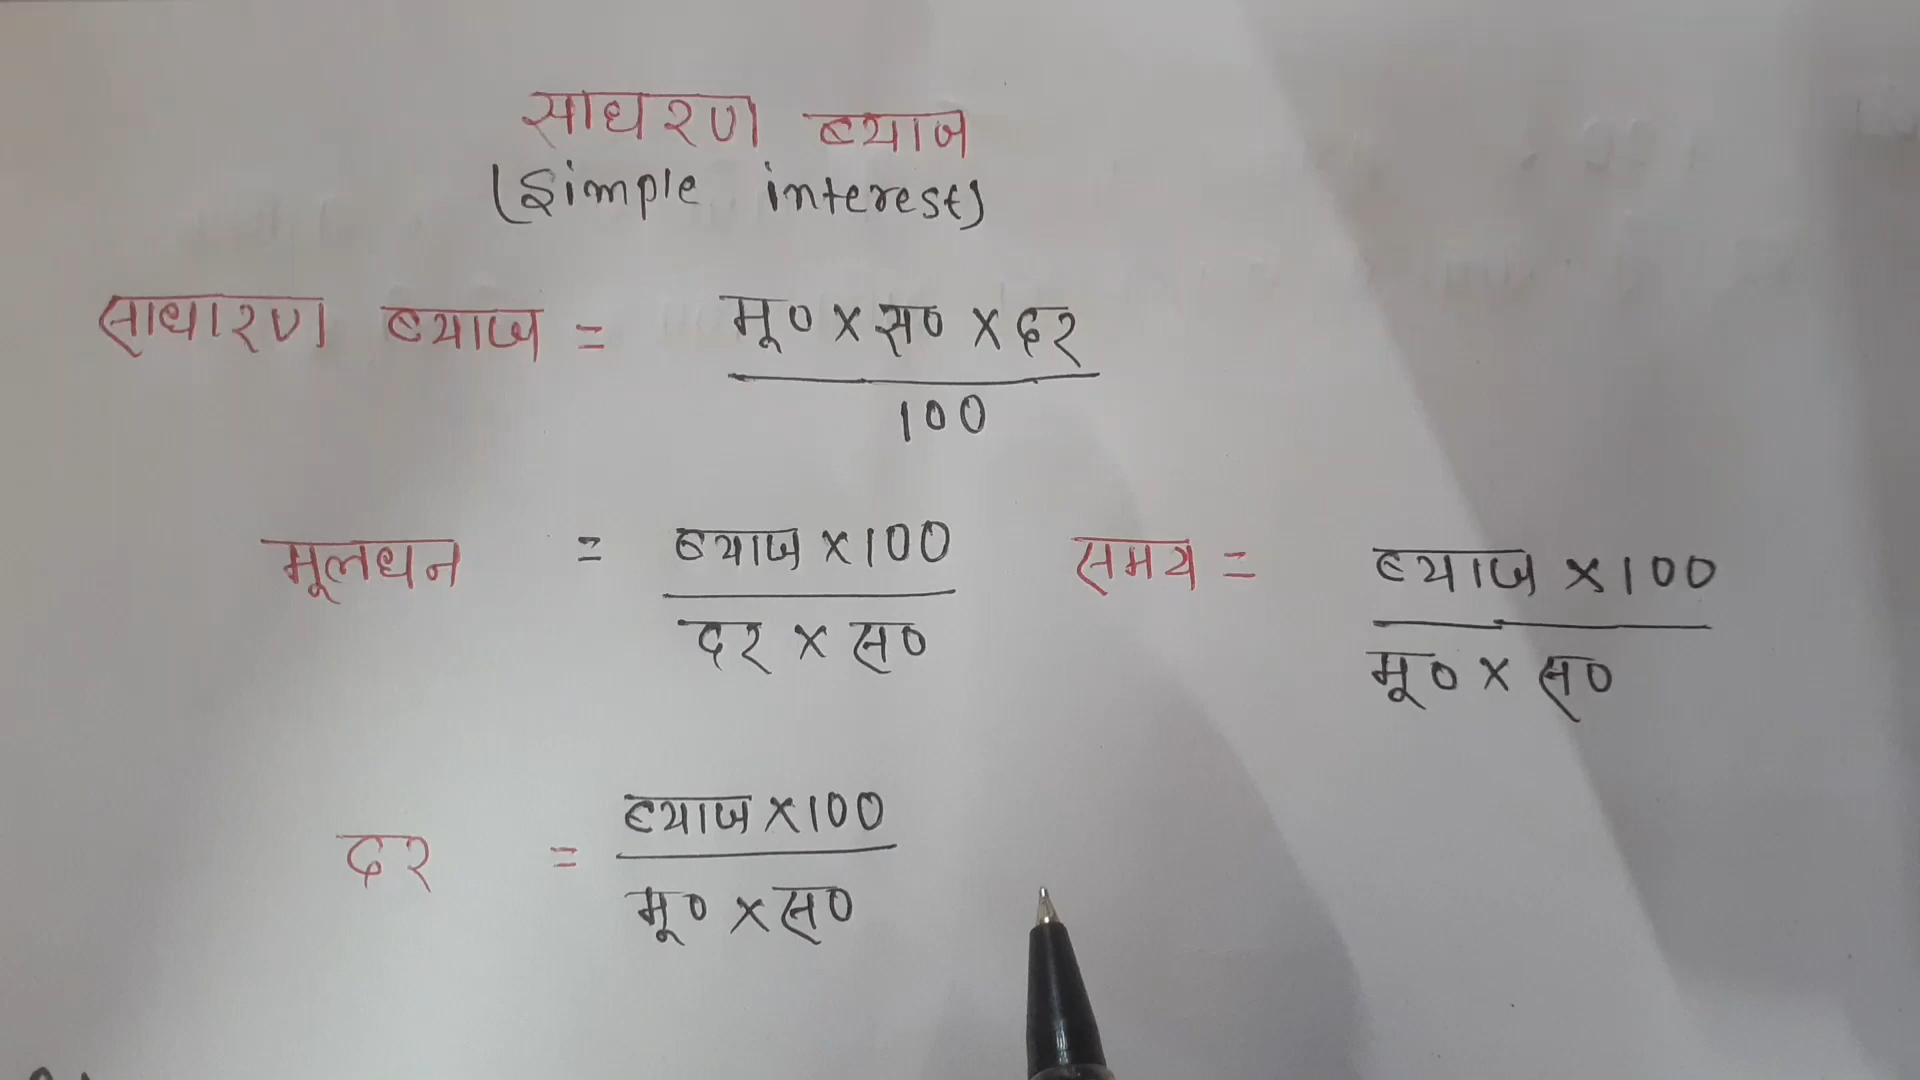 साधरण ब्याज
(Simple interest)
साधारण ब्याज = मू० × स० × दर
100
मूलधन = ब्याज × 100
दर × स०
समय = ब्याज × 100
मू० × स०
दर = ब्याज × 100
मू० × स०